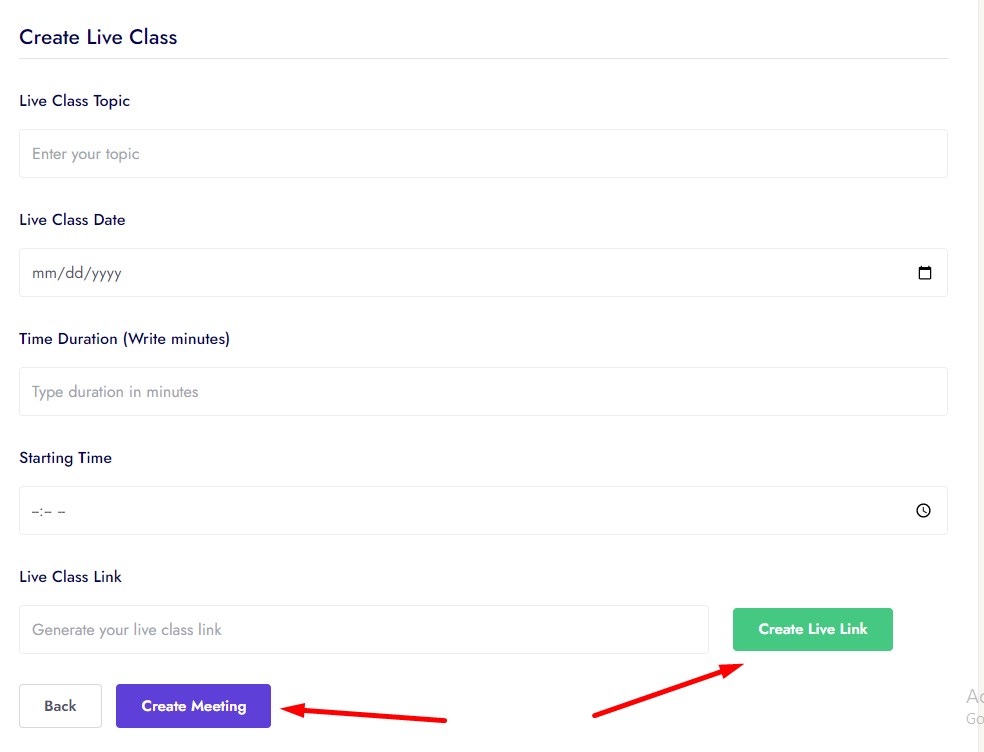 Create Live Class
Live Class Topic
Enter your topic
Live Class Date
mm/dd/yyyy
Time Duration (Write minutes)
Type duration in minutes
Starting Time
--:-- --
Live Class Link
Generate your live class link
Create Live Link
Back
Create Meeting